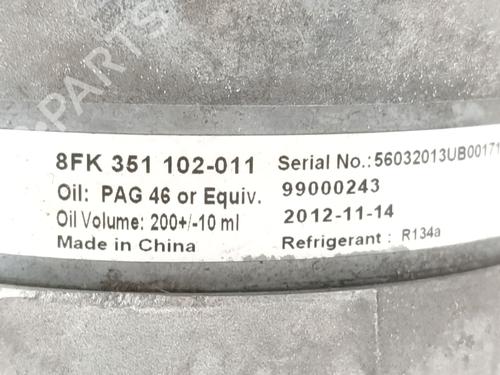 8FK 351 102-011
Oil: PAG 46 or Equiv.
Oil Volume: 200+/-10 ml
Made in China
Serial No.:56032013UB00171
99000243
2012-11-14
Refrigerant : R134a